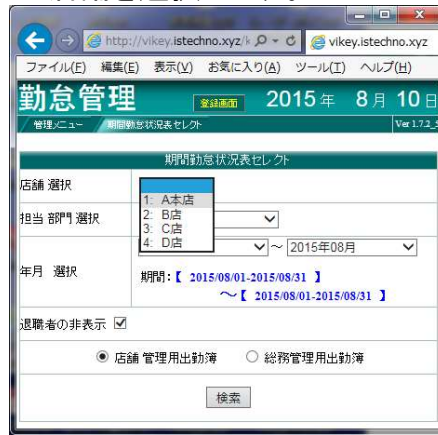 http://vikey.istechno.xyz/k
vikey.istechno.xyz
ファイル(F) 編集(E) 表示(V) お気に入り(A) ツール(T) ヘルプ(H)
勤怠管理 登録画面 2015 年 8 月 10 日
管理メニュー 期間勤怠状況表セレクト Ver 1.7.2_
期間勤怠状況表セレクト
店舗 選択
1: A本店
2: B店
3: C店
4: D店
担当 部門 選択
～ 2015年08月
年月 選択
期間：【 2015/08/01-2015/08/31 】
～【 2015/08/01-2015/08/31 】
退職者の非表示
店舗 管理用出勤簿 総務管理用出勤簿
検索